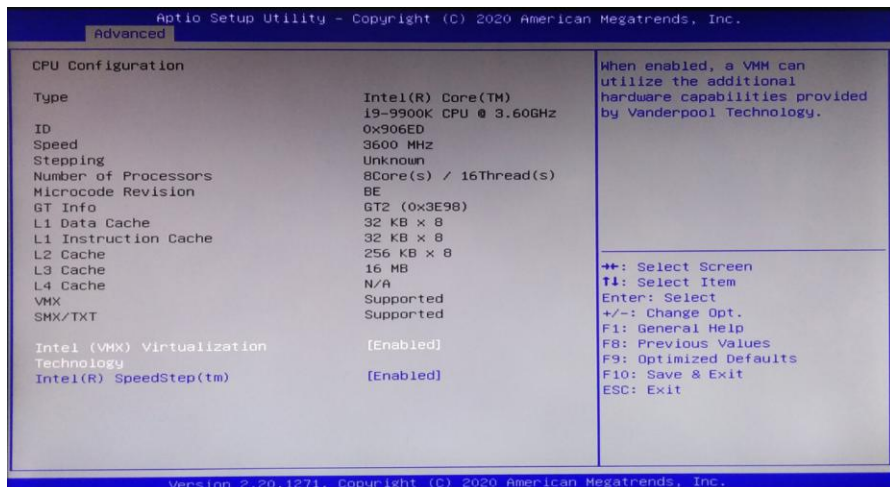 Aptio Setup Utility - Copyright (C) 2020 American Megatrends, Inc.
Advanced
CPU Configuration
Type Intel(R) Core(TM)
i9-9900K CPU @ 3.60GHz
ID 0x906ED
Speed 3600 MHz
Stepping Unknown
Number of Processors 8Core(s) / 16Thread(s)
Microcode Revision BE
GT Info GT2 (0x3E98)
L1 Data Cache 32 KB x 8
L1 Instruction Cache 32 KB x 8
L2 Cache 256 KB x 8
L3 Cache 16 MB
L4 Cache N/A
VMX Supported
SMX/TXT Supported
Intel (VMX) Virtualization [Enabled]
Technology
Intel(R) SpeedStep(tm) [Enabled]
When enabled, a VMM can
utilize the additional
hardware capabilities provided
by Vanderpool Technology.
→←: Select Screen
↑↓: Select Item
Enter: Select
+/-: Change Opt.
F1: General Help
F8: Previous Values
F9: Optimized Defaults
F10: Save & Exit
ESC: Exit
Version 2.20.1271. Copyright (C) 2020 American Megatrends, Inc.